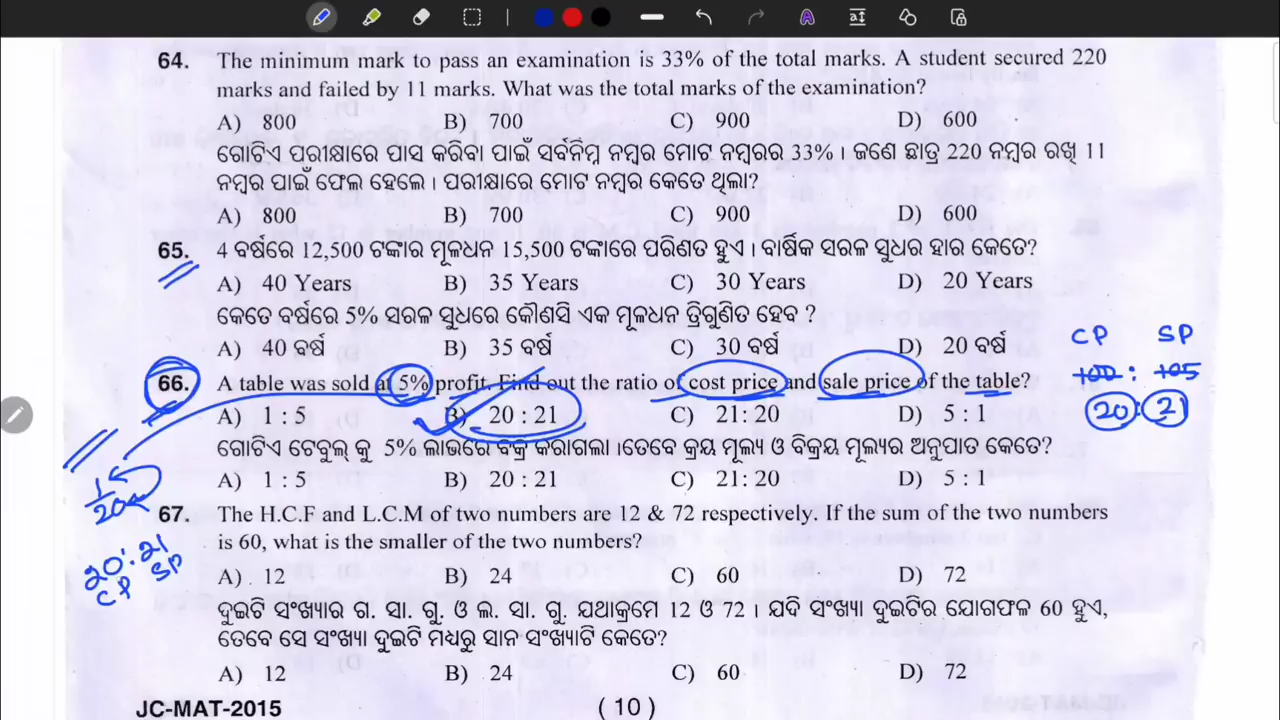 64. The minimum mark to pass an examination is 33% of the total marks. A student secured 220
marks and failed by 11 marks. What was the total marks of the examination?
A) 800 B) 700 C) 900 D) 600
ଗୋଟିଏ ପରୀକ୍ଷାରେ ପାସ କରିବା ପାଇଁ ସର୍ବନିମ୍ନ ନମ୍ବର ମୋଟ ନମ୍ବରର 33% । ଜଣେ ଛାତ୍ର 220 ନମ୍ବର ରଖି 11
ନମ୍ବର ପାଇଁ ଫେଲ ହେଲେ । ପରୀକ୍ଷାରେ ମୋଟ ନମ୍ବର କେତେ ଥିଲା?
A) 800 B) 700 C) 900 D) 600
65. 4 ବର୍ଷରେ 12,500 ଟଙ୍କାର ମୂଳଧନ 15,500 ଟଙ୍କାରେ ପରିଣତ ହୁଏ । ବାର୍ଷିକ ସରଳ ସୁଧର ହାର କେତେ?
A) 40 Years B) 35 Years C) 30 Years D) 20 Years
କେତେ ବର୍ଷରେ 5% ସରଳ ସୁଧରେ କୌଣସି ଏକ ମୂଳଧନ ତ୍ରିଗୁଣିତ ହେବ ?
A) 40 ବର୍ଷ B) 35 ବର୍ଷ C) 30 ବର୍ଷ D) 20 ବର୍ଷ
CP SP
100 : 105
20 : 21
66. A table was sold at 5% profit. Find out the ratio of cost price and sale price of the table?
A) 1 : 5 B) 20 : 21 C) 21 : 20 D) 5 : 1
ଗୋଟିଏ ଟେବୁଲ୍ କୁ 5% ଲାଭରେ ବିକ୍ରି କରାଗଲା ।ତେବେ କ୍ରୟ ମୂଲ୍ୟ ଓ ବିକ୍ରୟ ମୂଲ୍ୟର ଅନୁପାତ କେତେ?
A) 1 : 5 B) 20 : 21 C) 21: 20 D) 5 : 1
1
20
20 : 21
CP SP
67. The H.C.F and L.C.M of two numbers are 12 & 72 respectively. If the sum of the two numbers
is 60, what is the smaller of the two numbers?
A) 12 B) 24 C) 60 D) 72
ଦୁଇଟି ସଂଖ୍ୟାର ଗ. ସା. ଗୁ. ଓ ଲ. ସା. ଗୁ. ଯଥାକ୍ରମେ 12 ଓ 72 । ଯଦି ସଂଖ୍ୟା ଦୁଇଟିର ଯୋଗଫଳ 60 ହୁଏ,
ତେବେ ସେ ସଂଖ୍ୟା ଦୁଇଟି ମଧ୍ୟରୁ ସାନ ସଂଖ୍ୟାଟି କେତେ?
A) 12 B) 24 C) 60 D) 72
JC-MAT-2015 ( 10 )